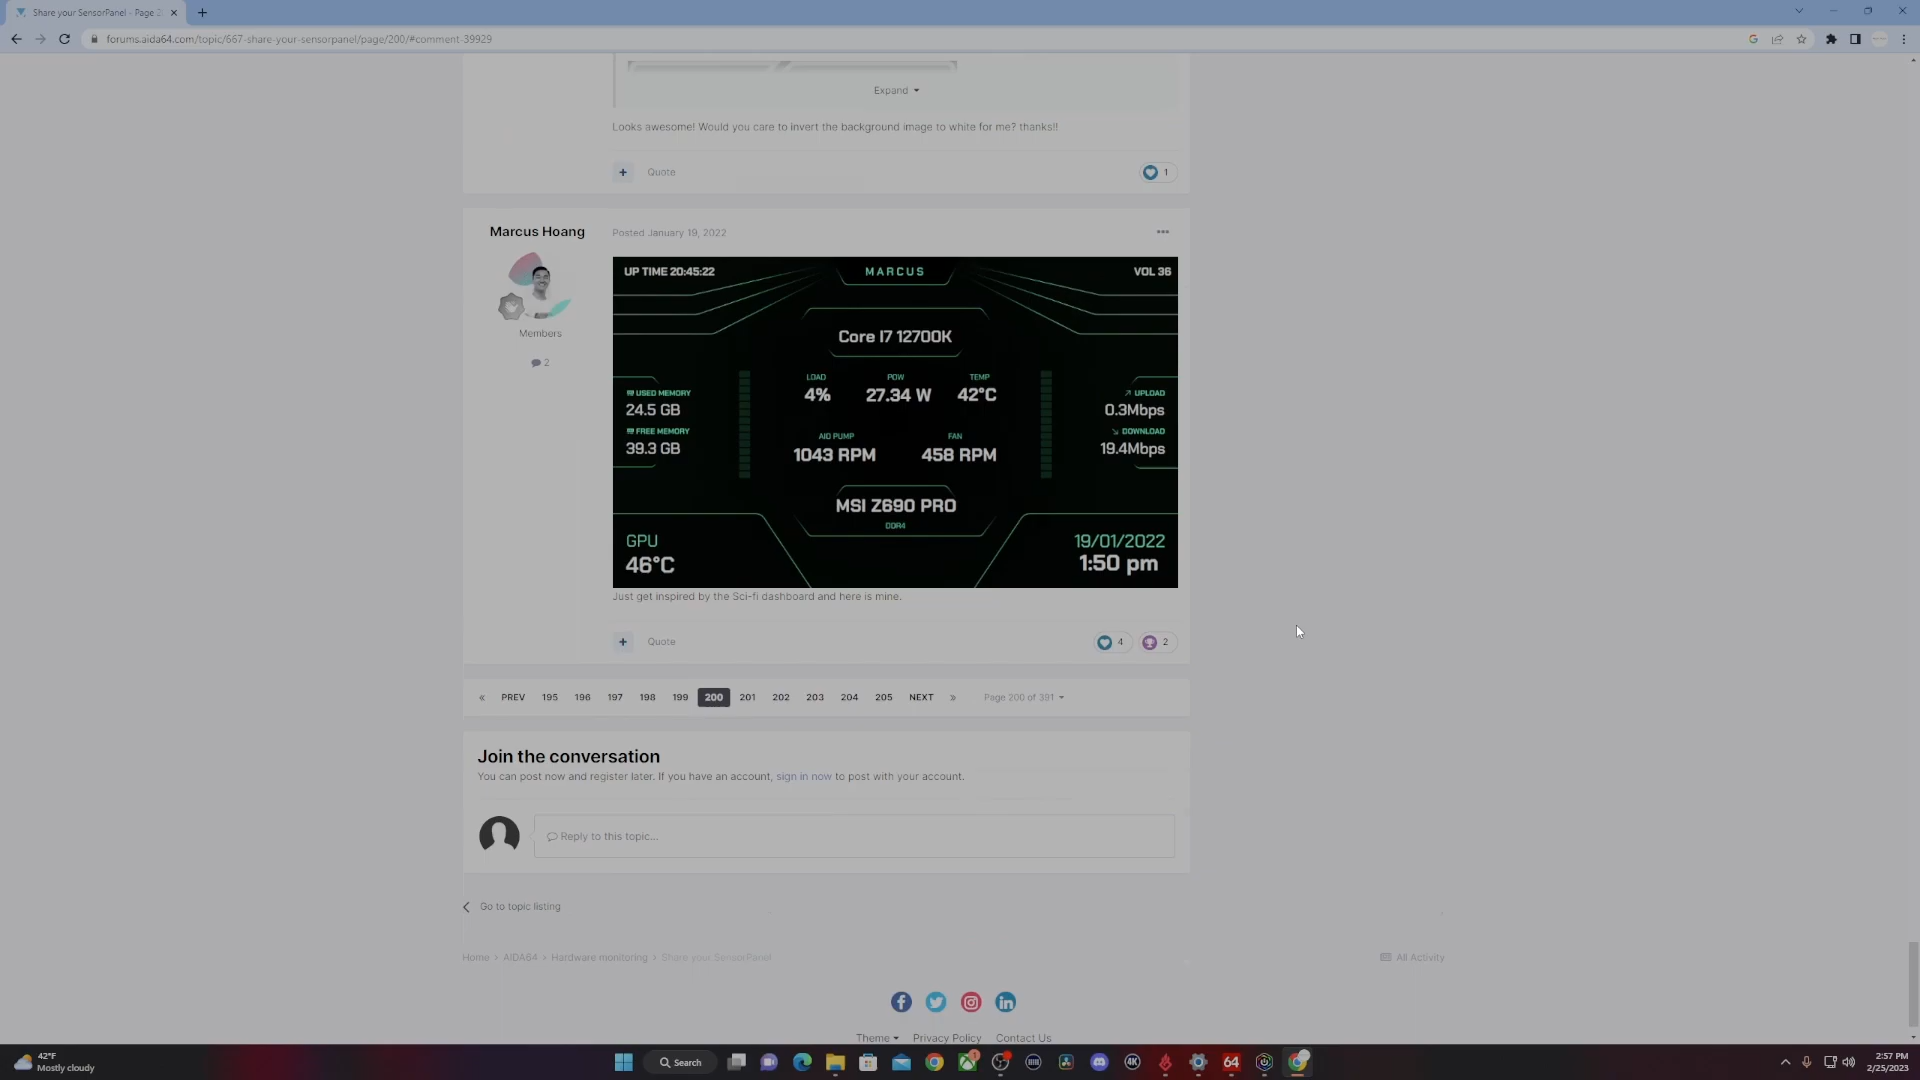 Share your SensorPanel - Page 2
forums.aida64.com/topic/667-share-your-sensorpanel/page/200/#comment-39929
Expand
Looks awesome! Would you care to invert the background image to white for me? thanks!!
+ Quote
1
Marcus Hoang
Posted January 19, 2022
Members
2
UP TIME 20:45:22
MARCUS
VOL 36
Core I7 12700K
LOAD POW TEMP
4% 27.34 W 42°C
USED MEMORY
24.5 GB
FREE MEMORY
39.3 GB
UPLOAD
0.3Mbps
DOWNLOAD
19.4Mbps
AIO PUMP FAN
1043 RPM 458 RPM
MSI Z690 PRO
DDR4
GPU
46°C
19/01/2022
1:50 pm
Just get inspired by the Sci-fi dashboard and here is mine.
+ Quote
4 2
« PREV 195 196 197 198 199 200 201 202 203 204 205 NEXT » Page 200 of 391
Join the conversation
You can post now and register later. If you have an account, sign in now to post with your account.
Reply to this topic...
Go to topic listing
Home > AIDA64 > Hardware monitoring > Share your SensorPanel
All Activity
Theme Privacy Policy Contact Us
42°F
Mostly cloudy
Search
4K
64
2:57 PM
2/25/2023